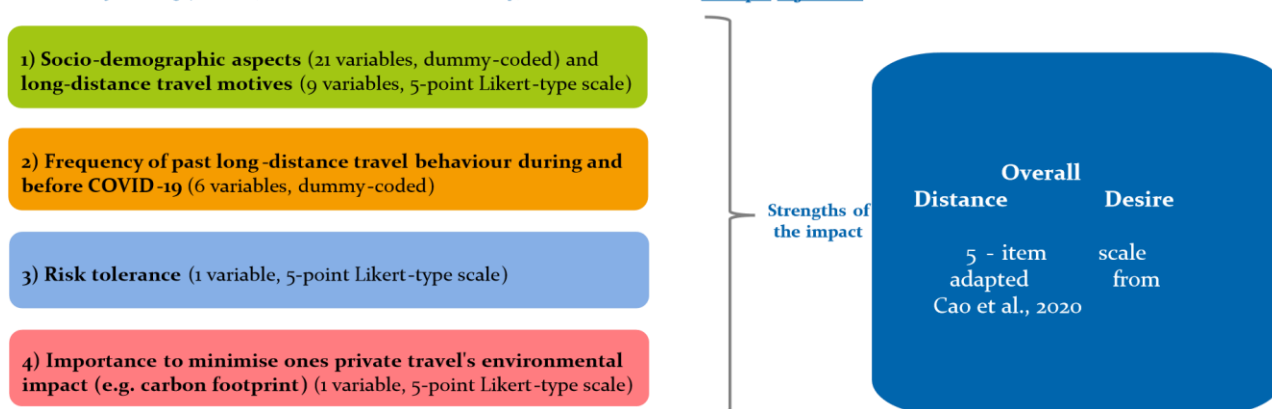 1) Socio-demographic aspects (21 variables, dummy-coded) and
long-distance travel motives (9 variables, 5-point Likert-type scale)
2) Frequency of past long-distance travel behaviour during and
before COVID-19 (6 variables, dummy-coded)
3) Risk tolerance (1 variable, 5-point Likert-type scale)
4) Importance to minimise ones private travel's environmental
impact (e.g. carbon footprint) (1 variable, 5-point Likert-type scale)
Strengths of
the impact
Overall
Distance Desire
5 - item scale
adapted from
Cao et al., 2020